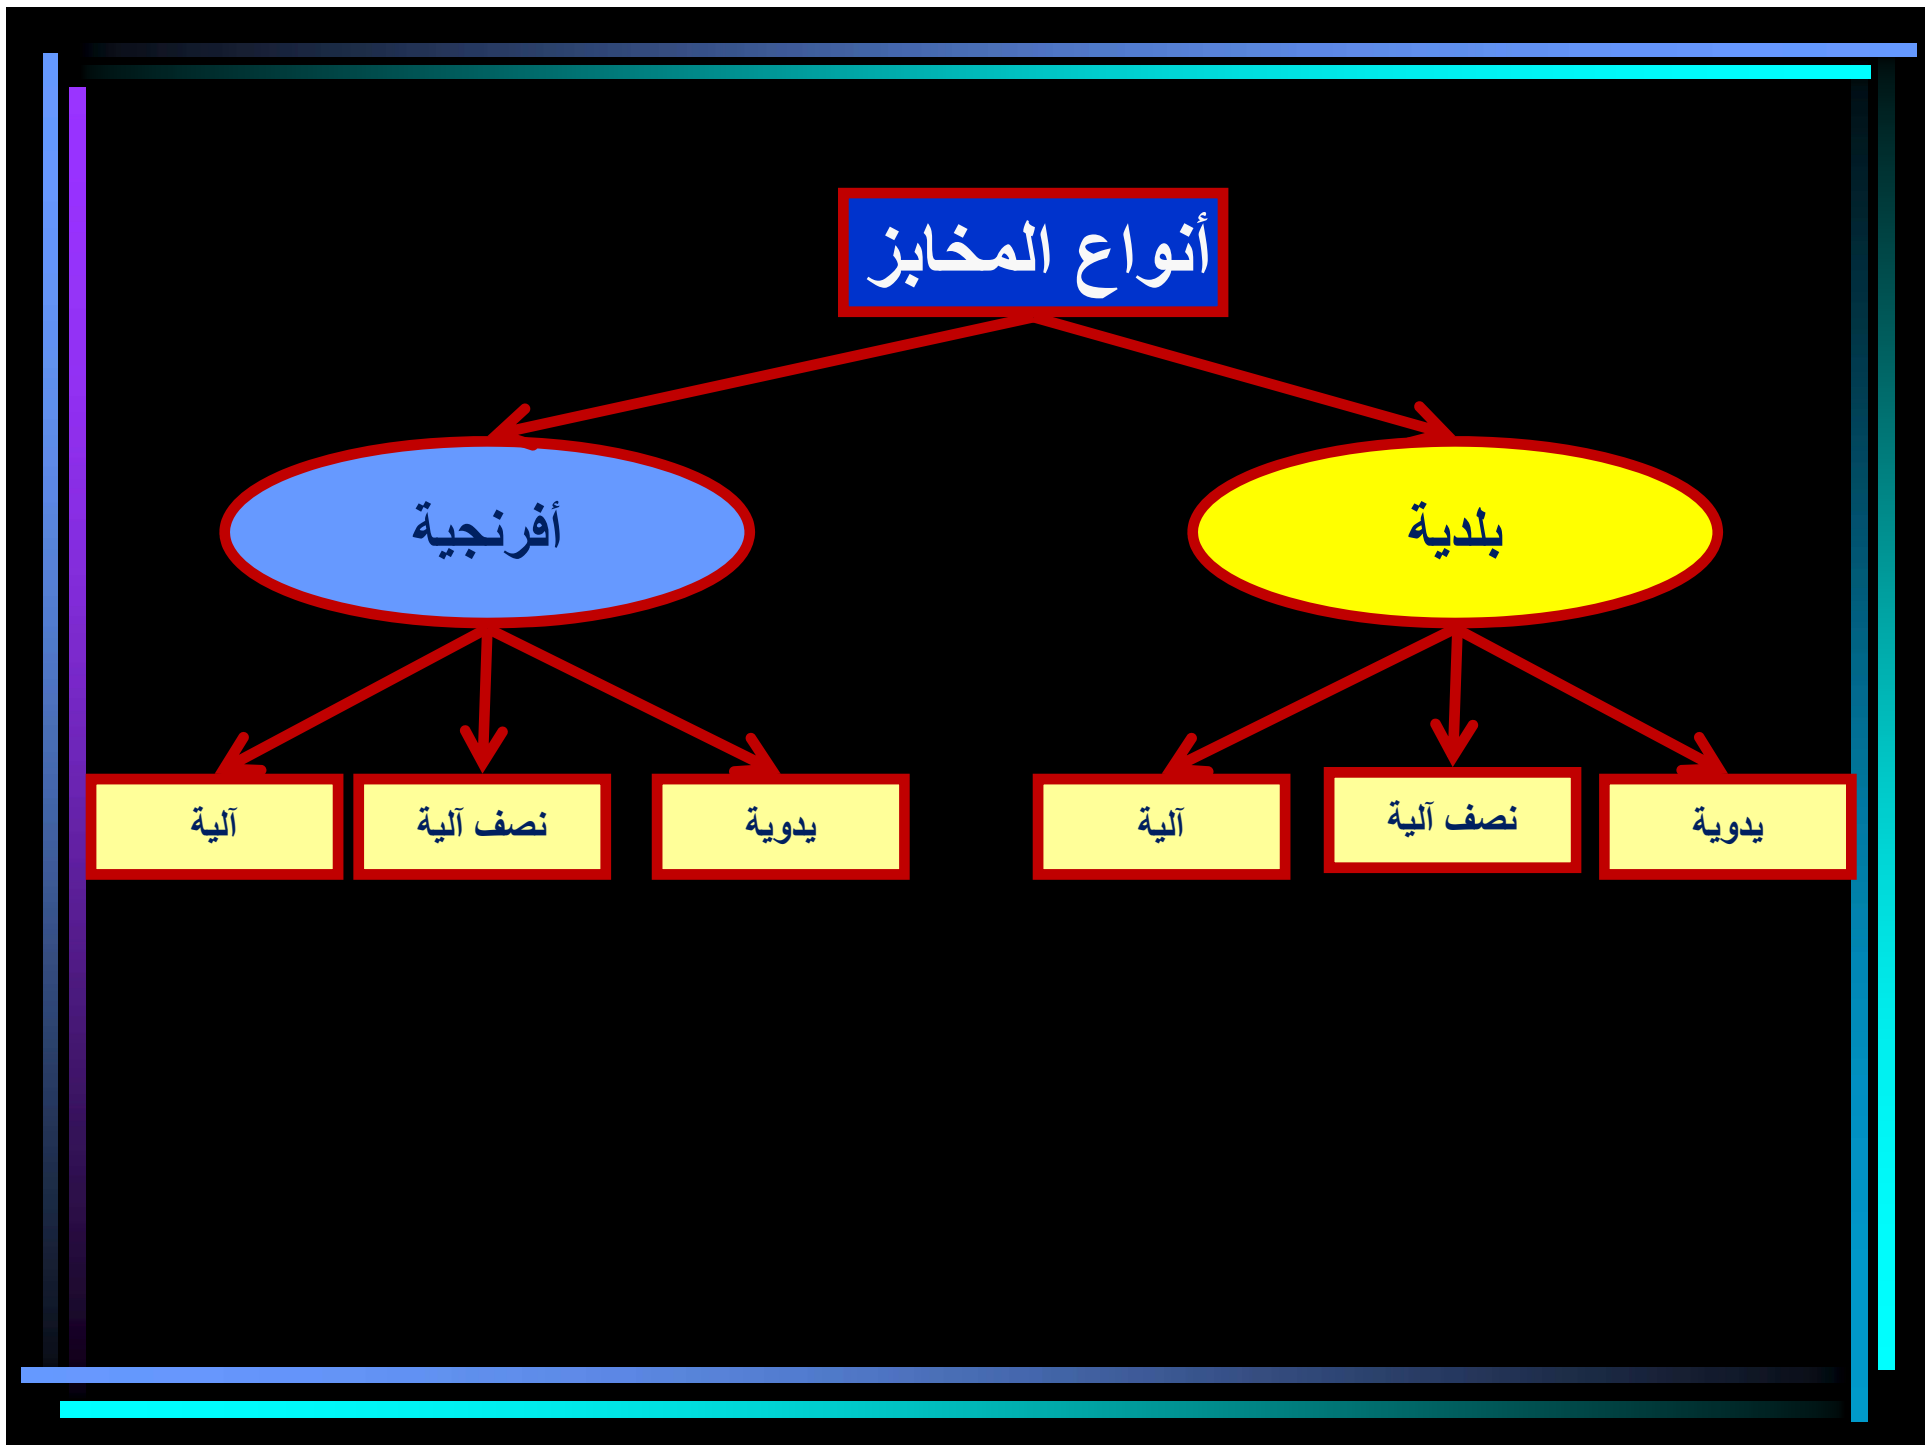 أنواع المخابز
بلدية
أفرنجية
يدوية
نصف آلية
آلية
يدوية
نصف آلية
آلية